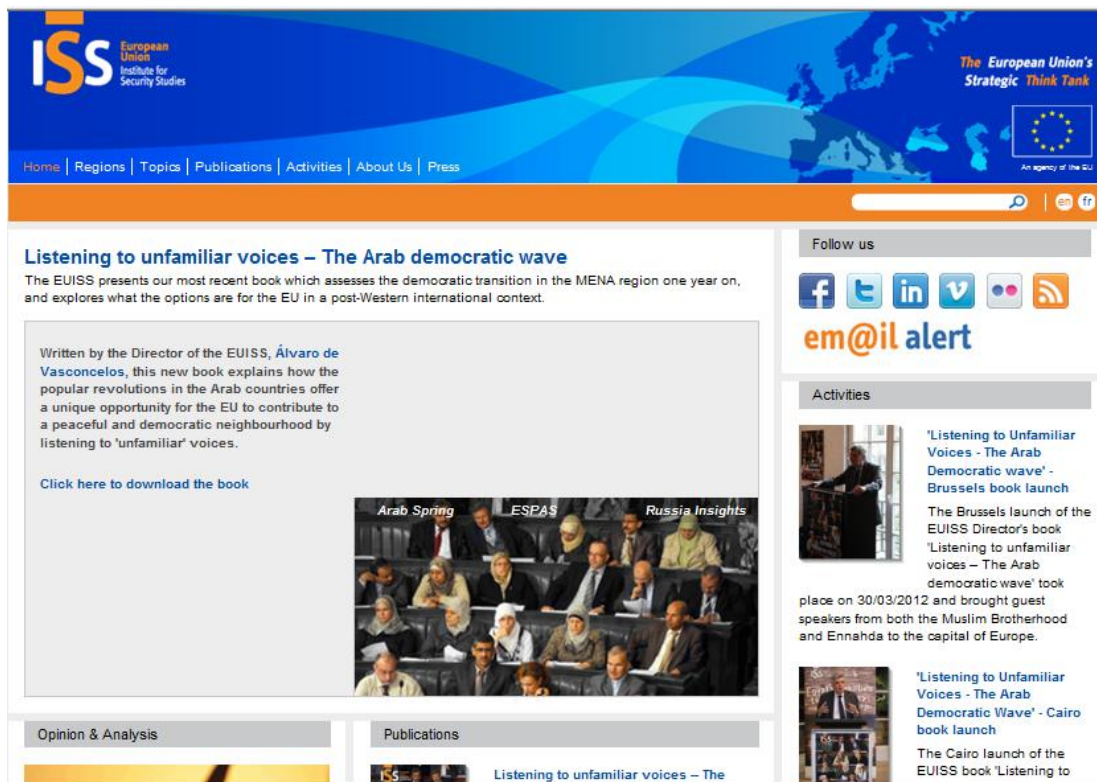 ISS
European
Union
Institute for
Security Studies
The European Union's
Strategic Think Tank
An agency of the EU
Home | Regions | Topics | Publications | Activities | About Us | Press
en fr
Listening to unfamiliar voices – The Arab democratic wave
The EUISS presents our most recent book which assesses the democratic transition in the MENA region one year on,
and explores what the options are for the EU in a post-Western international context.
Written by the Director of the EUISS, Álvaro de
Vasconcelos, this new book explains how the
popular revolutions in the Arab countries offer
a unique opportunity for the EU to contribute to
a peaceful and democratic neighbourhood by
listening to 'unfamiliar' voices.
Click here to download the book
Arab Spring ESPAS Russia Insights
Opinion & Analysis
Publications
ISS
Listening to unfamiliar voices – The
Follow us
f t in v
em@il alert
Activities
'Listening to Unfamiliar
Voices - The Arab
Democratic wave' -
Brussels book launch
The Brussels launch of the
EUISS Director's book
'Listening to unfamiliar
voices – The Arab
democratic wave' took
place on 30/03/2012 and brought guest
speakers from both the Muslim Brotherhood
and Ennahda to the capital of Europe.
'Listening to Unfamiliar
Voices - The Arab
Democratic Wave' - Cairo
book launch
The Cairo launch of the
EUISS book 'Listening to